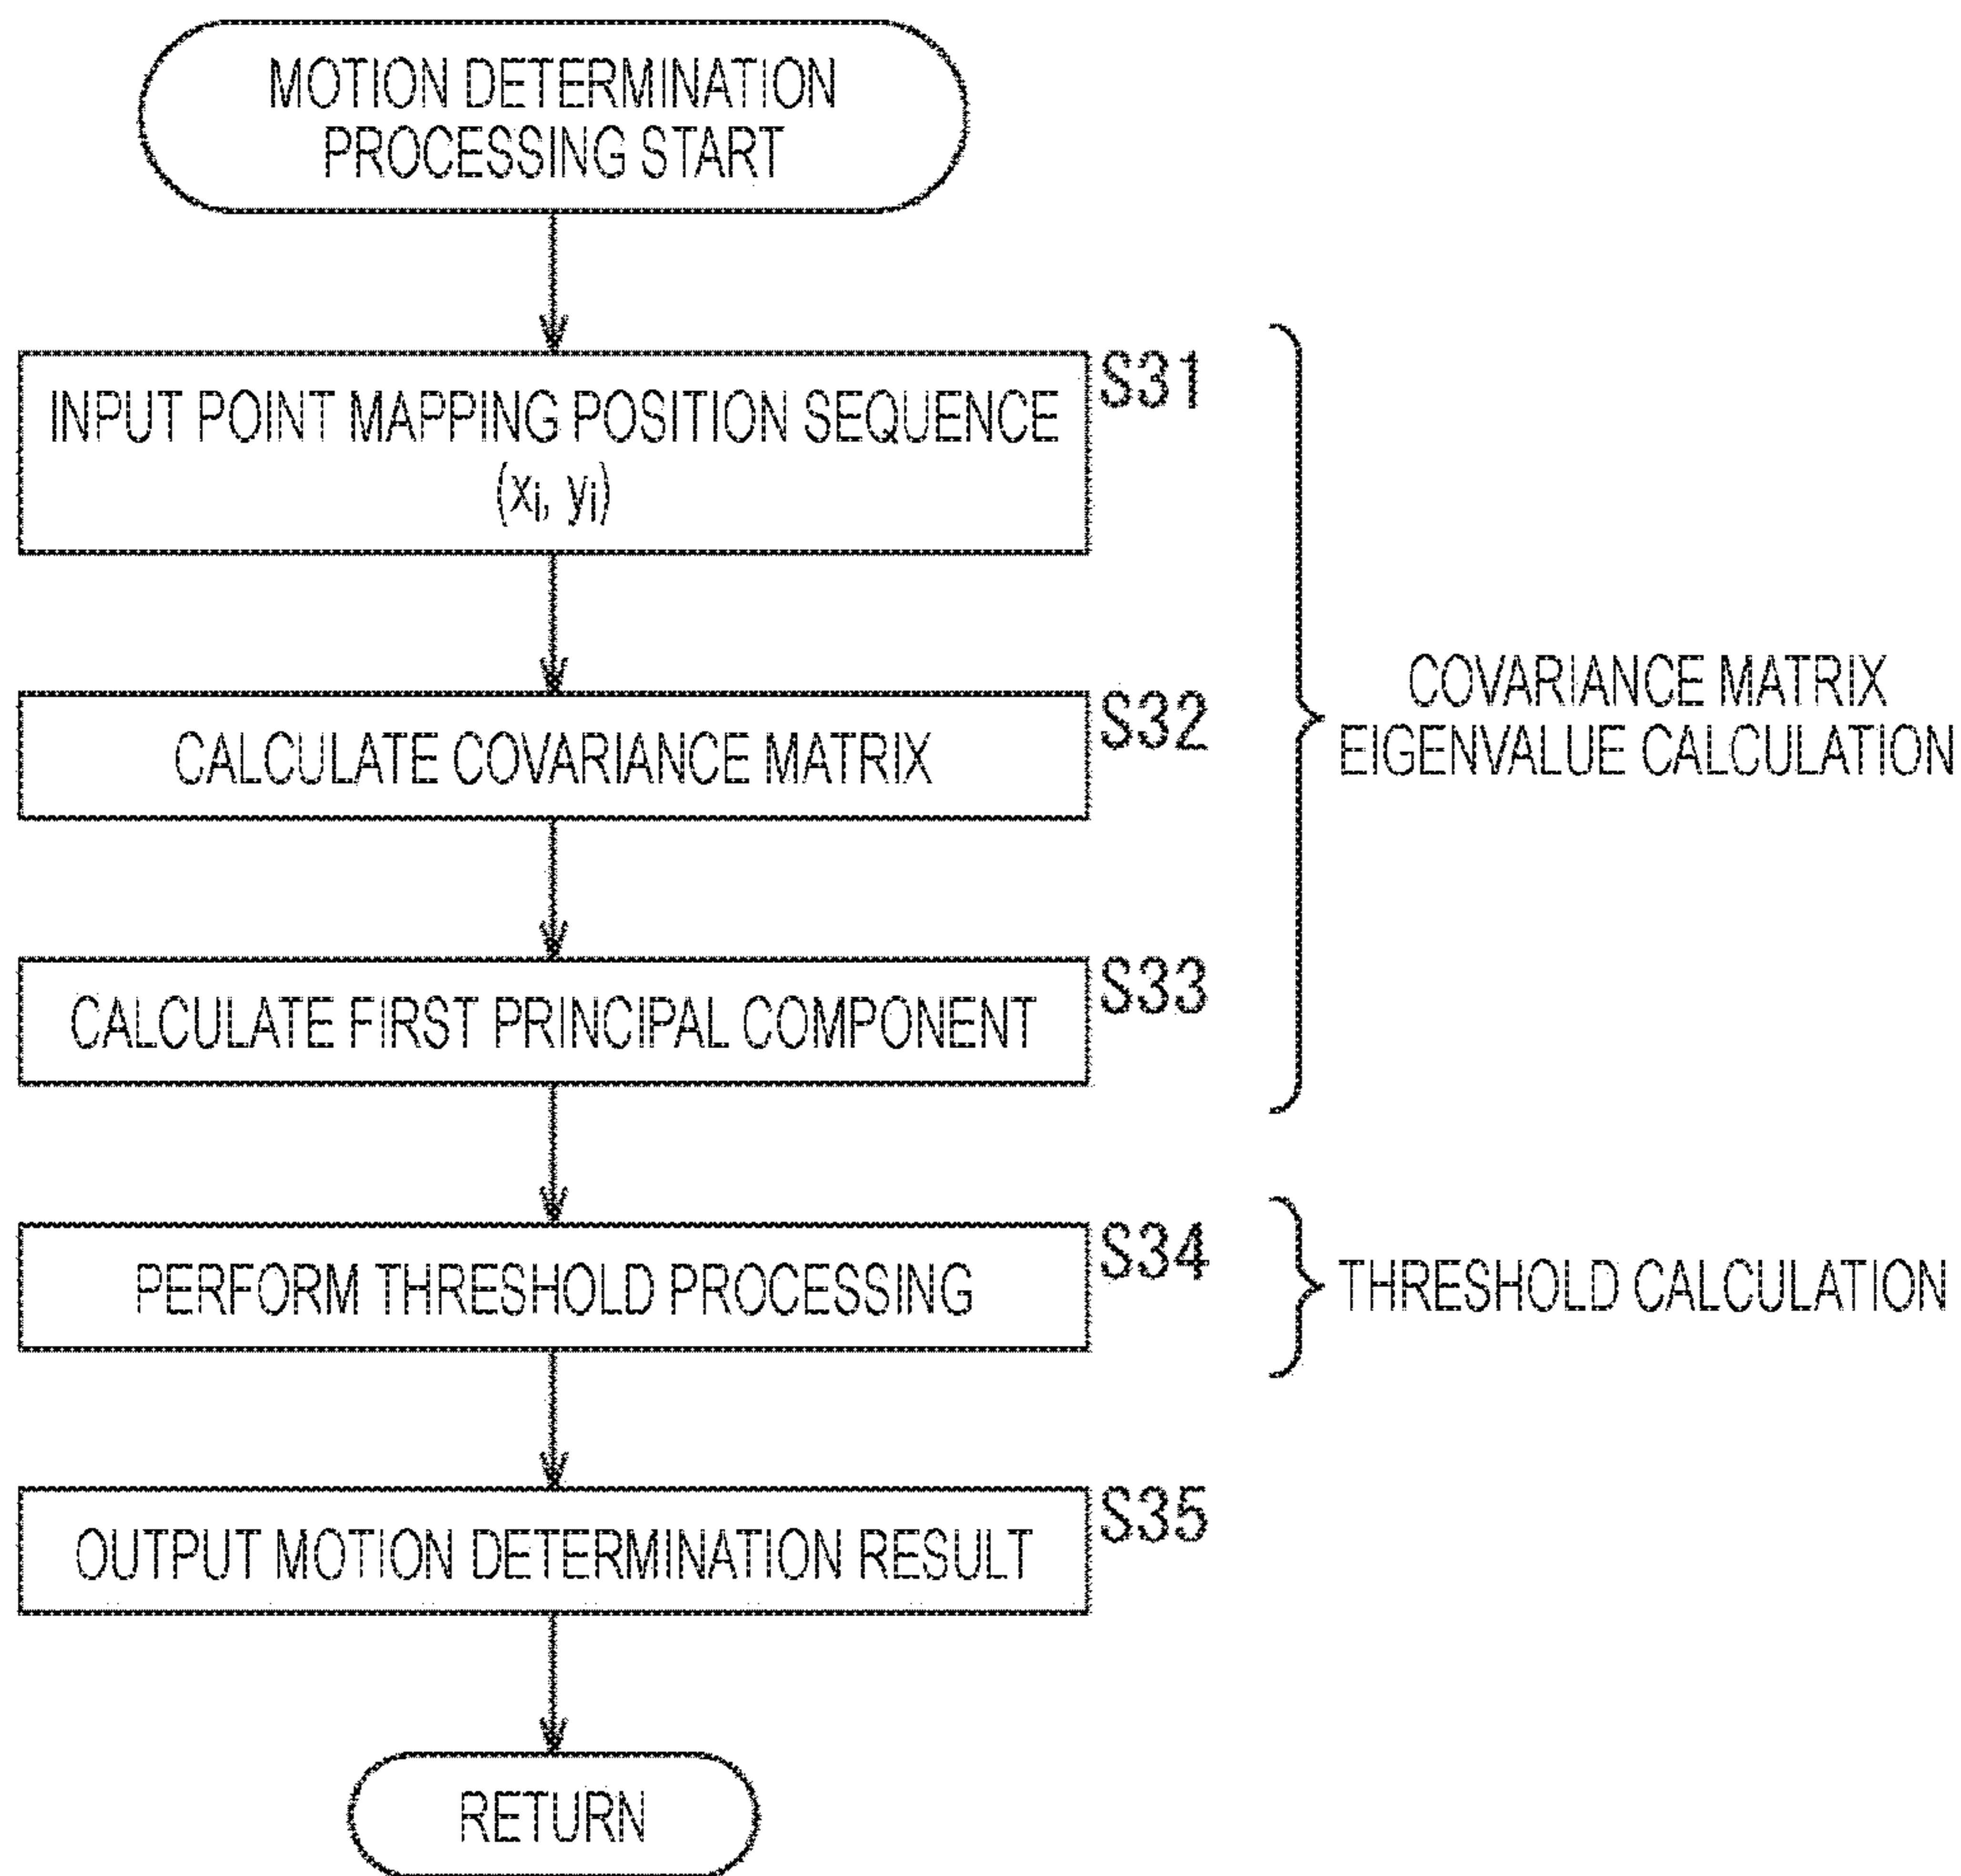 MOTION DETERMINATION
PROCESSING START
INPUT POINT MAPPING POSITION SEQUENCE
(xi, yi)
S31
CALCULATE COVARIANCE MATRIX
S32
CALCULATE FIRST PRINCIPAL COMPONENT
S33
COVARIANCE MATRIX
EIGENVALUE CALCULATION
PERFORM THRESHOLD PROCESSING
S34
THRESHOLD CALCULATION
OUTPUT MOTION DETERMINATION RESULT
S35
RETURN